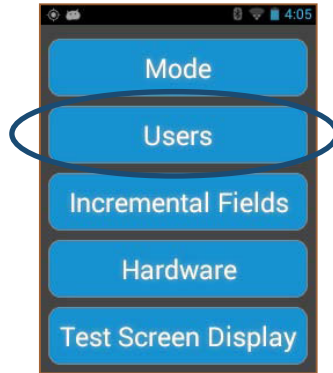 4:05
Mode
Users
Incremental Fields
Hardware
Test Screen Display